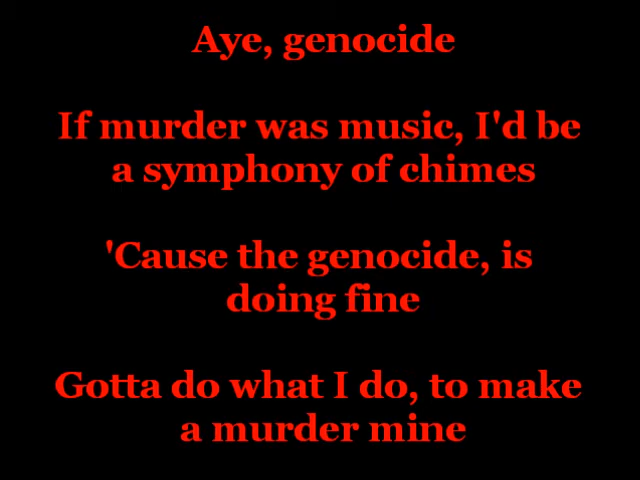 Aye, genocide
If murder was music, I'd be
a symphony of chimes
'Cause the genocide, is
doing fine
Gotta do what I do, to make
a murder mine